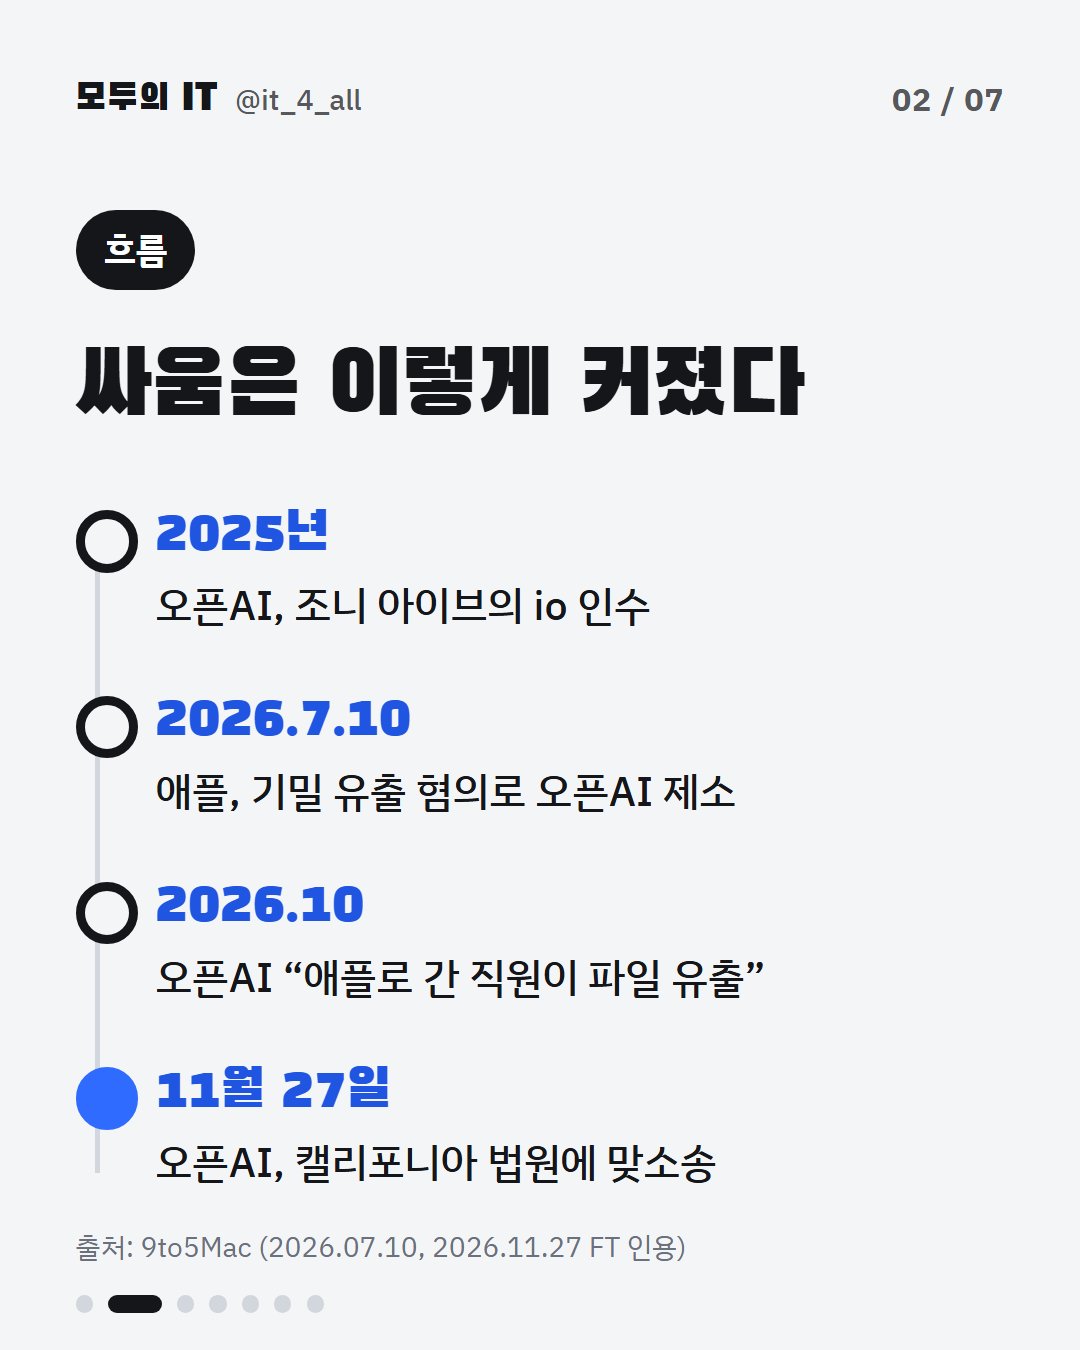 모두의 IT @it_4_all 02 / 07
흐름
싸움은 이렇게 커졌다
2025년
오픈AI, 조니 아이브의 io 인수
2026.7.10
애플, 기밀 유출 혐의로 오픈AI 제소
2026.10
오픈AI “애플로 간 직원이 파일 유출”
11월 27일
오픈AI, 캘리포니아 법원에 맞소송
출처: 9to5Mac (2026.07.10, 2026.11.27 FT 인용)